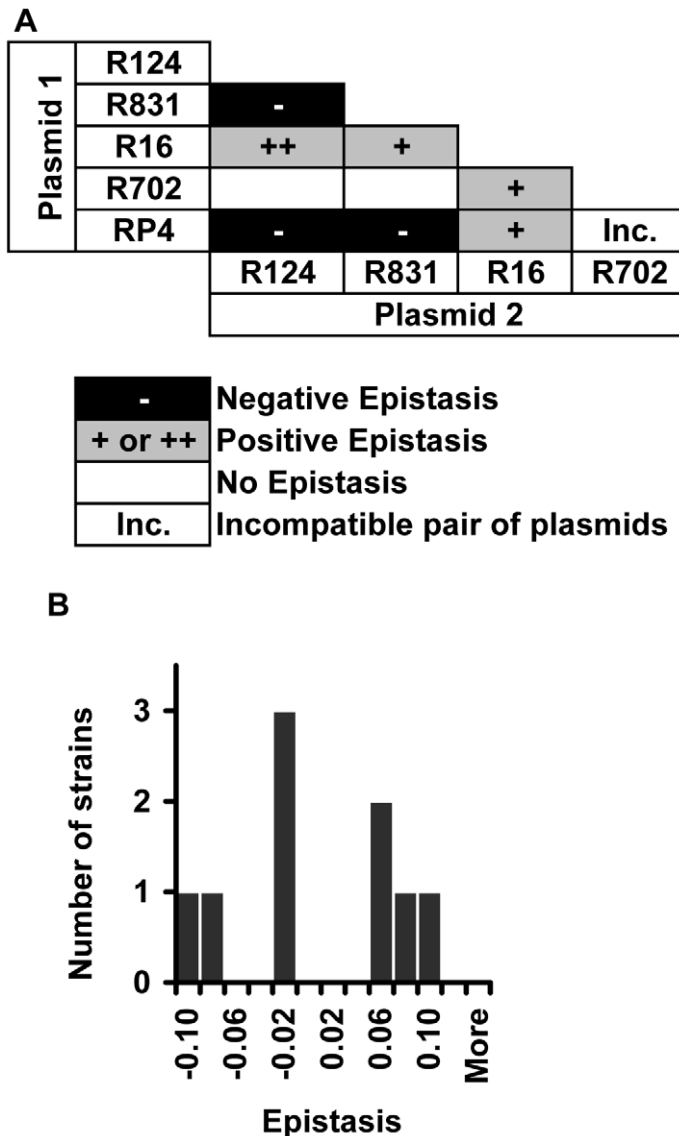 A
Plasmid 1
R124
R831 -
R16 ++ +
R702 +
RP4 - - + Inc.
R124 R831 R16 R702
Plasmid 2
- Negative Epistasis
+ or ++ Positive Epistasis
No Epistasis
Inc. Incompatible pair of plasmids
B
Number of strains
3
2
1
0
-0.10 -0.06 -0.02 0.02 0.06 0.10 More
Epistasis